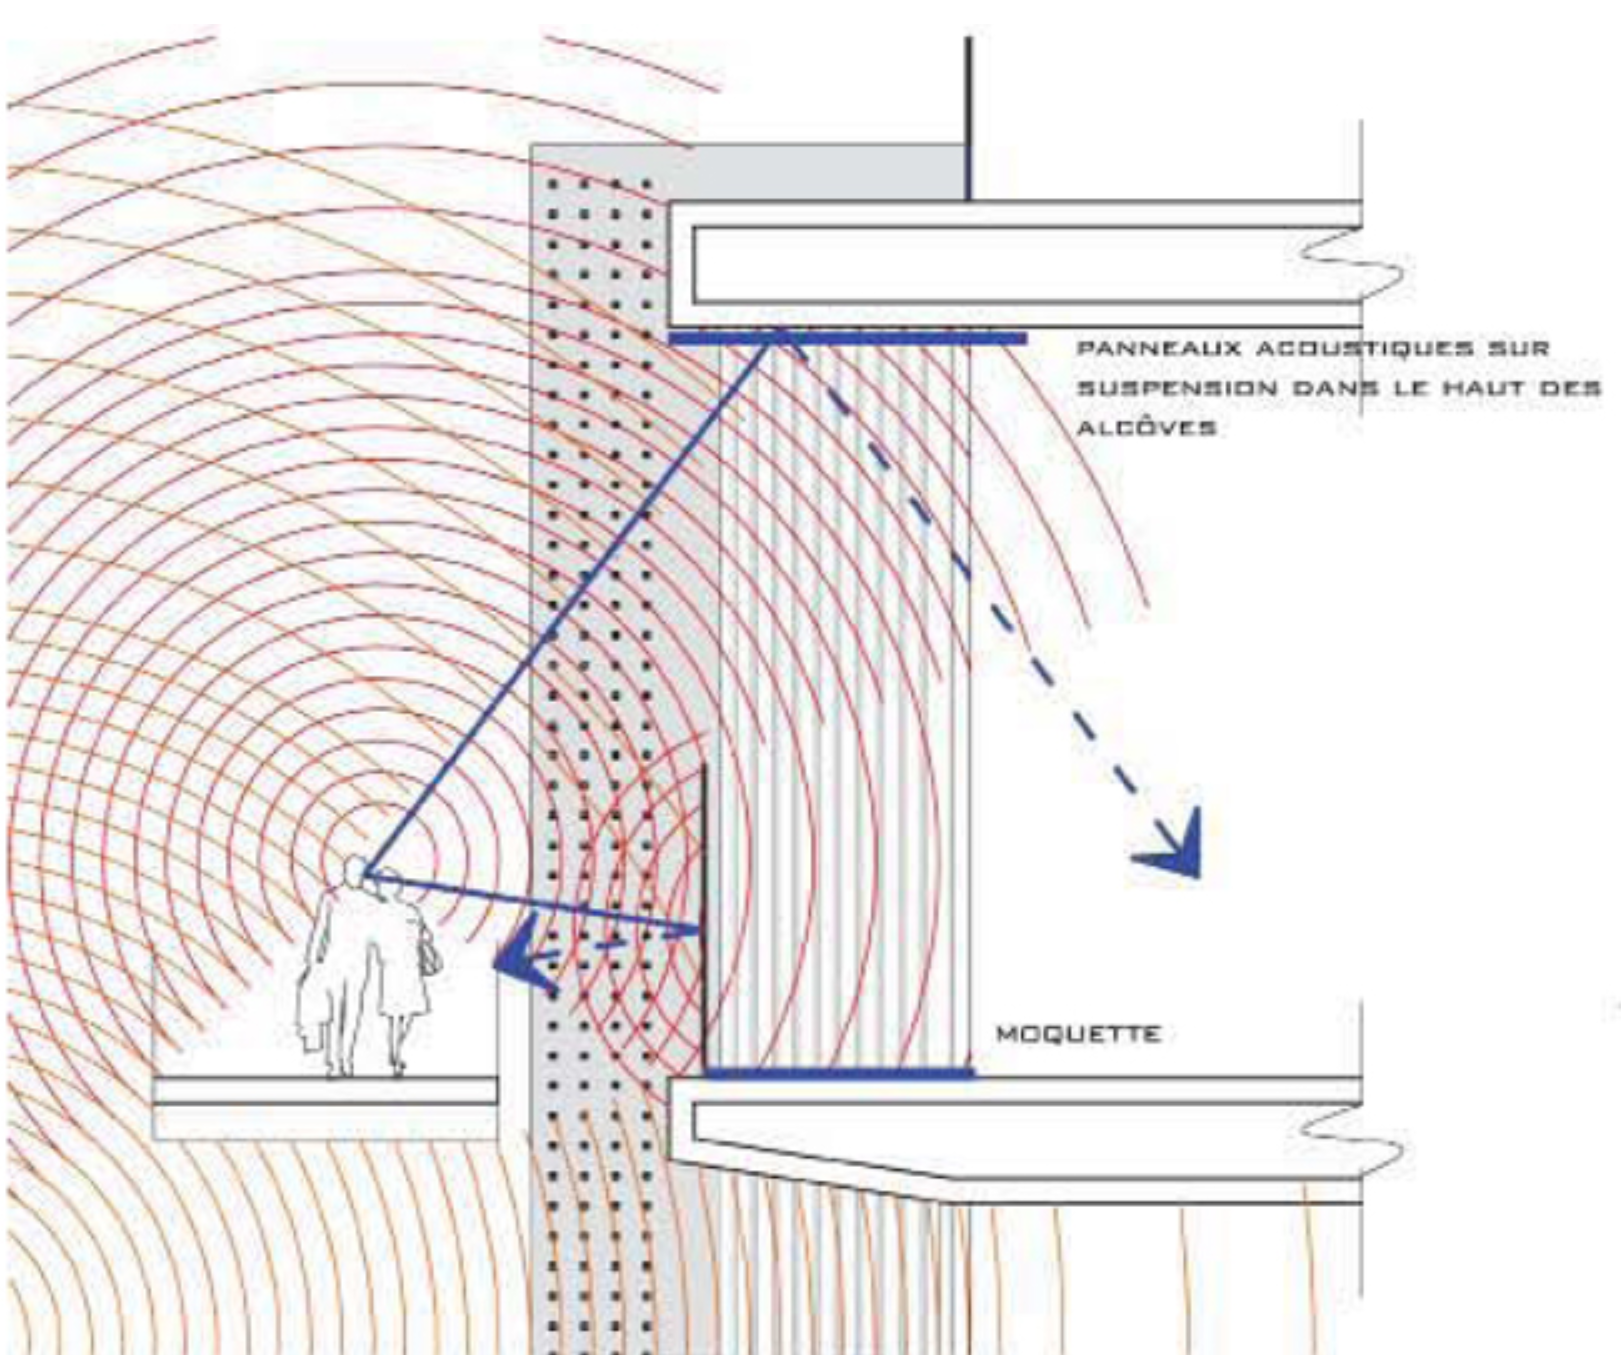 PANNEAUX ACOUSTIQUES SUR
SUSPENSION DANS LE HAUT DES
ALCÔVES
MOQUETTE